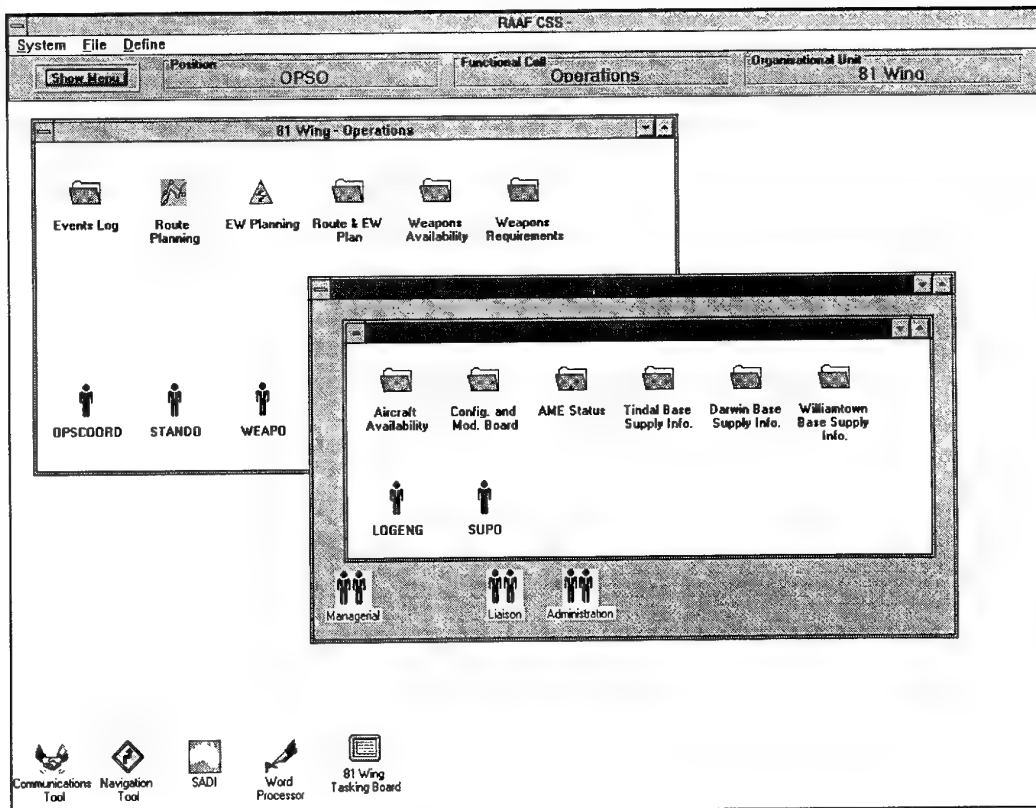 RAAF CSS -
System File Define
Show Menu
Position
OPSO
Functional Cell
Operations
Organisational Unit
81 Wing
81 Wing - Operations
Events Log
Route
Planning
EW Planning
Route & EW
Plan
Weapons
Availability
Weapons
Requirements
OPSCOORD
STANDO
WEAPO
Aircraft
Availability
Config. and
Mod. Board
AME Status
Tindal Base
Supply Info.
Darwin Base
Supply Info.
Williamtown
Base Supply
Info.
LOGENG
SUPO
Managerial
Liaison
Administration
Communications
Tool
Navigation
Tool
SADI
Word
Processor
81 Wing
Tasking Board